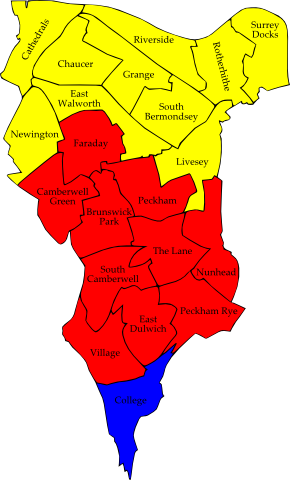 Surrey
Docks
Cathedrals
Riverside
Rotherhithe
Chaucer
Grange
East
Walworth
South
Bermondsey
Newington
Faraday
Livesey
Camberwell
Green
Peckham
Brunswick
Park
The Lane
South
Camberwell
Nunhead
East
Dulwich
Peckham Rye
Village
College